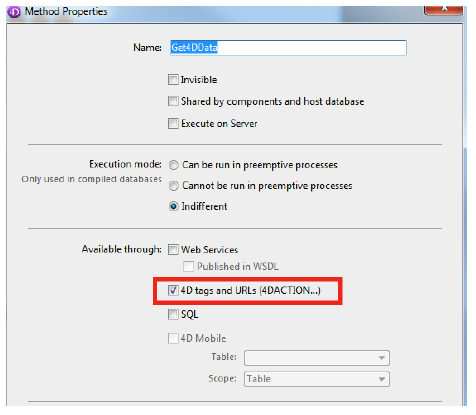 Method Properties
Name: Get4DData
Invisible
Shared by components and host database
Execute on Server
Execution mode: Can be run in preemptive processes
Only used in compiled databases
Cannot be run in preemptive processes
Indifferent
Available through: Web Services
Published in WSDL
4D tags and URLs (4DACTION...)
SQL
4D Mobile
Table:
Scope: Table